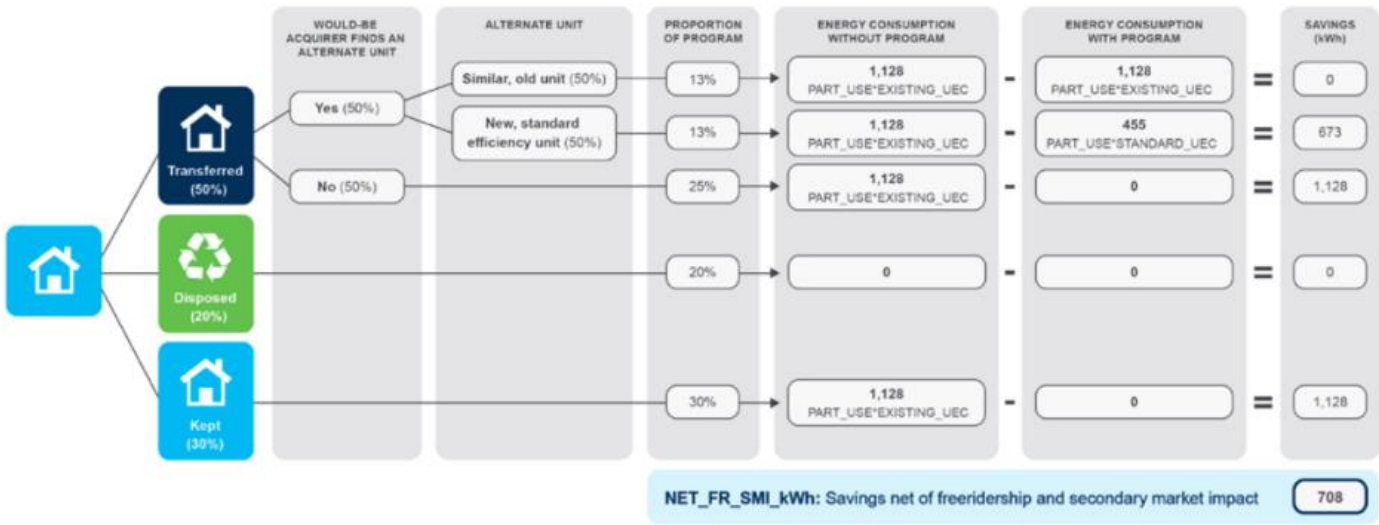 WOULD-BE
ACQUIRER FINDS AN
ALTERNATE UNIT
ALTERNATE UNIT
PROPORTION
OF PROGRAM
ENERGY CONSUMPTION
WITHOUT PROGRAM
ENERGY CONSUMPTION
WITH PROGRAM
SAVINGS
(kWh)
Transferred
(50%)
Yes (50%)
Similar, old unit (50%)
13%
1,128
PART_USE*EXISTING_UEC
-
1,128
PART_USE*EXISTING_UEC
=
0
New, standard
efficiency unit (50%)
13%
1,128
PART_USE*EXISTING_UEC
-
455
PART_USE*STANDARD_UEC
=
673
No (50%)
25%
1,128
PART_USE*EXISTING_UEC
-
0
=
1,128
Disposed
(20%)
20%
0
-
0
=
0
Kept
(30%)
30%
1,128
PART_USE*EXISTING_UEC
-
0
=
1,128
NET_FR_SMI_kWh: Savings net of freeridership and secondary market impact
708